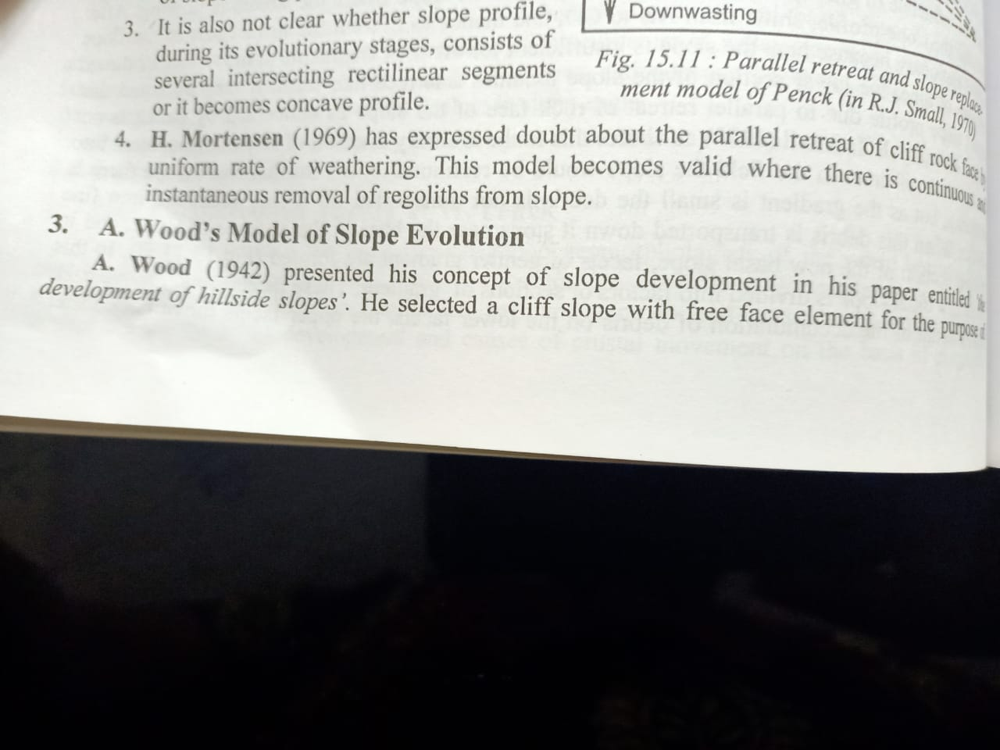 3. It is also not clear whether slope profile,
during its evolutionary stages, consists of
several intersecting rectilinear segments
or it becomes concave profile.
Downwasting
Fig. 15.11 : Parallel retreat and slope replace-
ment model of Penck (in R.J. Small, 1970)
4. H. Mortensen (1969) has expressed doubt about the parallel retreat of cliff rock face
uniform rate of weathering. This model becomes valid where there is continuous
instantaneous removal of regoliths from slope.
3. A. Wood's Model of Slope Evolution
A. Wood (1942) presented his concept of slope development in his paper entitled
development of hillside slopes'. He selected a cliff slope with free face element for the purpose